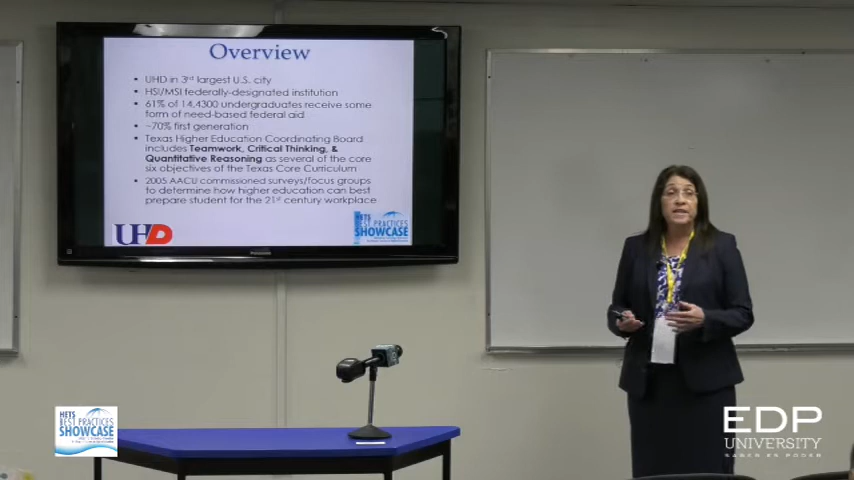 Overview
• UHD in 3rd largest U.S. city
• HSI/MSI federally-designated institution
• 61% of 14,4300 undergraduates receive some
form of need-based federal aid
• ~70% first generation
• Texas Higher Education Coordinating Board
includes Teamwork, Critical Thinking, &
Quantitative Reasoning as several of the core
six objectives of the Texas Core Curriculum
• 2005 AACU commissioned surveys/focus groups
to determine how higher education can best
prepare student for the 21st century workplace
UHD
HETS
BEST PRACTICES
SHOWCASE
HETS
BEST PRACTICES
SHOWCASE
EDP
UNIVERSITY
SABER ES PODER